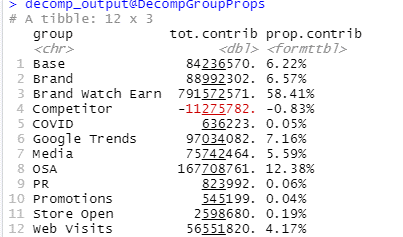 > decomp_output@DecompGroupProps
# A tibble: 12 x 3
group tot.contrib prop.contrib
<chr> <dbl> <formttbl>
1 Base 84236570. 6.22%
2 Brand 88992302. 6.57%
3 Brand Watch Earn 791572571. 58.41%
4 Competitor -11275782. -0.83%
5 COVID 636223. 0.05%
6 Google Trends 97034082. 7.16%
7 Media 75742464. 5.59%
8 OSA 167708761. 12.38%
9 PR 823992. 0.06%
10 Promotions 545199. 0.04%
11 Store Open 2598680. 0.19%
12 Web Visits 56551820. 4.17%